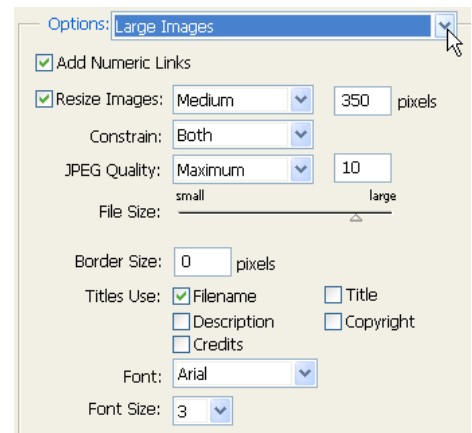 Options: Large Images
Add Numeric Links
Resize Images: Medium 350 pixels
Constrain: Both
JPEG Quality: Maximum 10
small large
File Size:
Border Size: 0 pixels
Titles Use: Filename Title
Description Copyright
Credits
Font: Arial
Font Size: 3